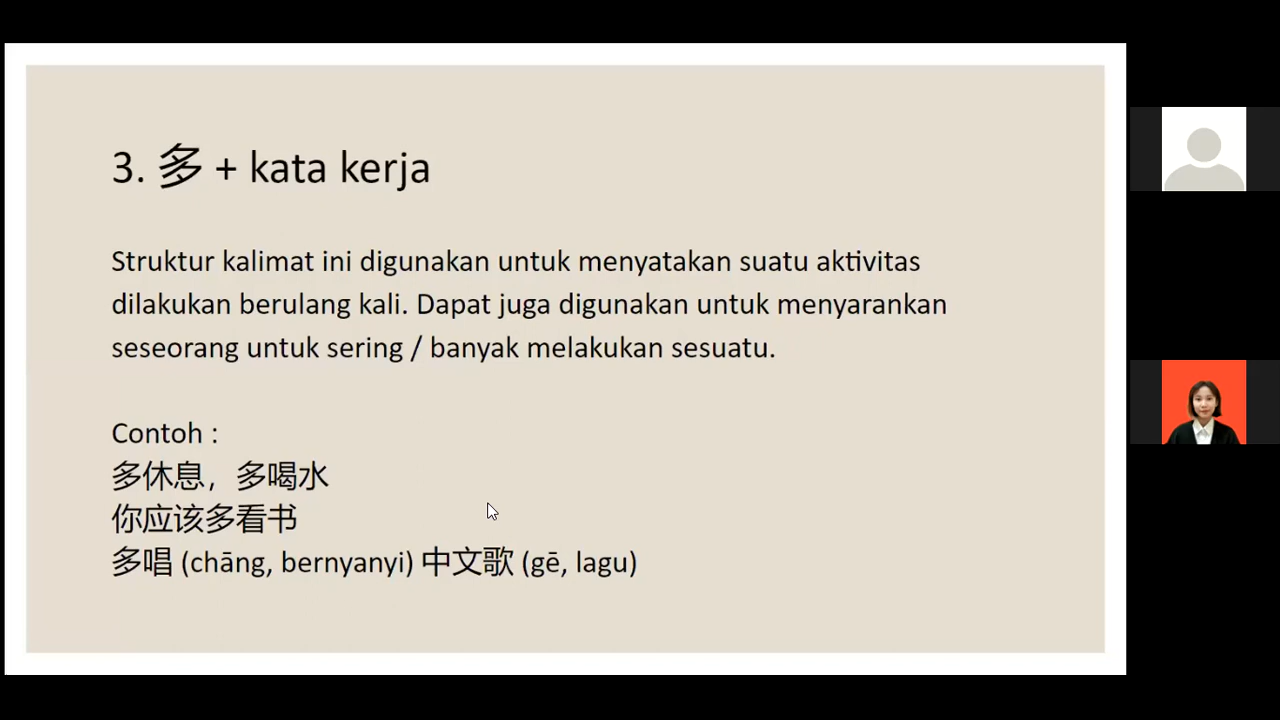 3. 多 + kata kerja
Struktur kalimat ini digunakan untuk menyatakan suatu aktivitas
dilakukan berulang kali. Dapat juga digunakan untuk menyarankan
seseorang untuk sering / banyak melakukan sesuatu.
Contoh :
多休息，多喝水
你应该多看书
多唱 (chāng, bernyanyi) 中文歌 (gē, lagu)